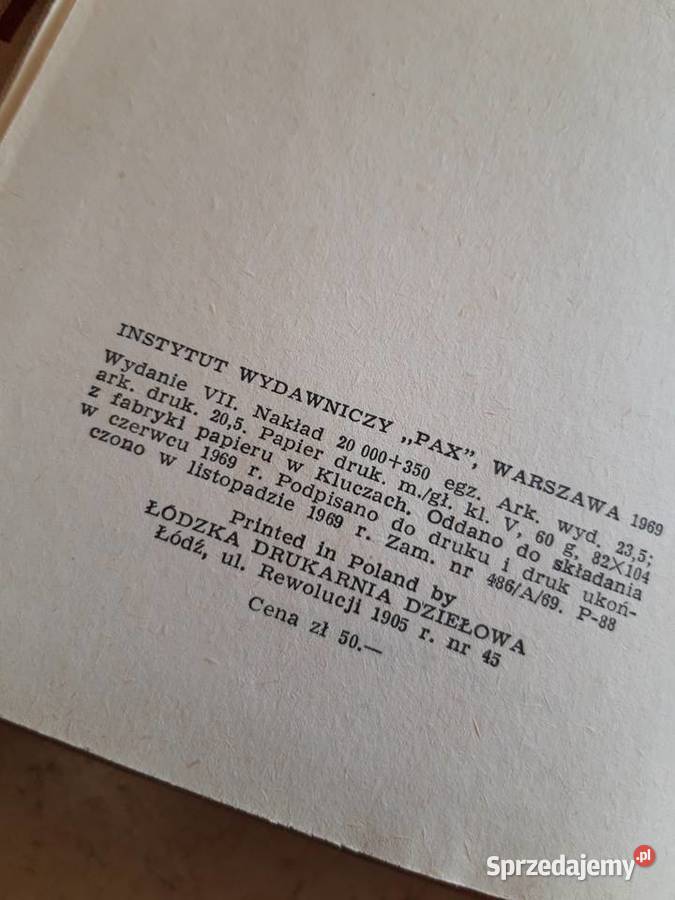 INSTYTUT WYDAWNICZY „PAX”, WARSZAWA 1969
Wydanie VII. Nakład 20 000+350 egz. Ark. wyd. 23,5;
ark. druk. 20,5. Papier druk. m./gł. kl. V, 60 g, 82×104
z fabryki papieru w Kluczach. Oddano do składania
w czerwcu 1969 r. Podpisano do druku i druk ukoń-
czono w listopadzie 1969 r. Zam. nr 486/A/69. P-88
Printed in Poland by
ŁÓDZKA DRUKARNIA DZIEŁOWA
Łódź, ul. Rewolucji 1905 r. nr 45
Cena zł 50.—
Sprzedajemy.pl